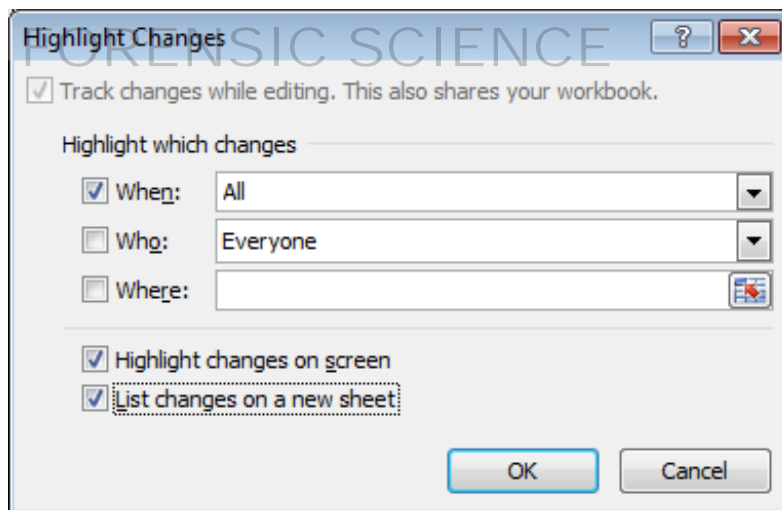 Highlight Changes
FORENSIC SCIENCE
Track changes while editing. This also shares your workbook.
Highlight which changes
When: All
Who: Everyone
Where:
Highlight changes on screen
List changes on a new sheet
OK Cancel